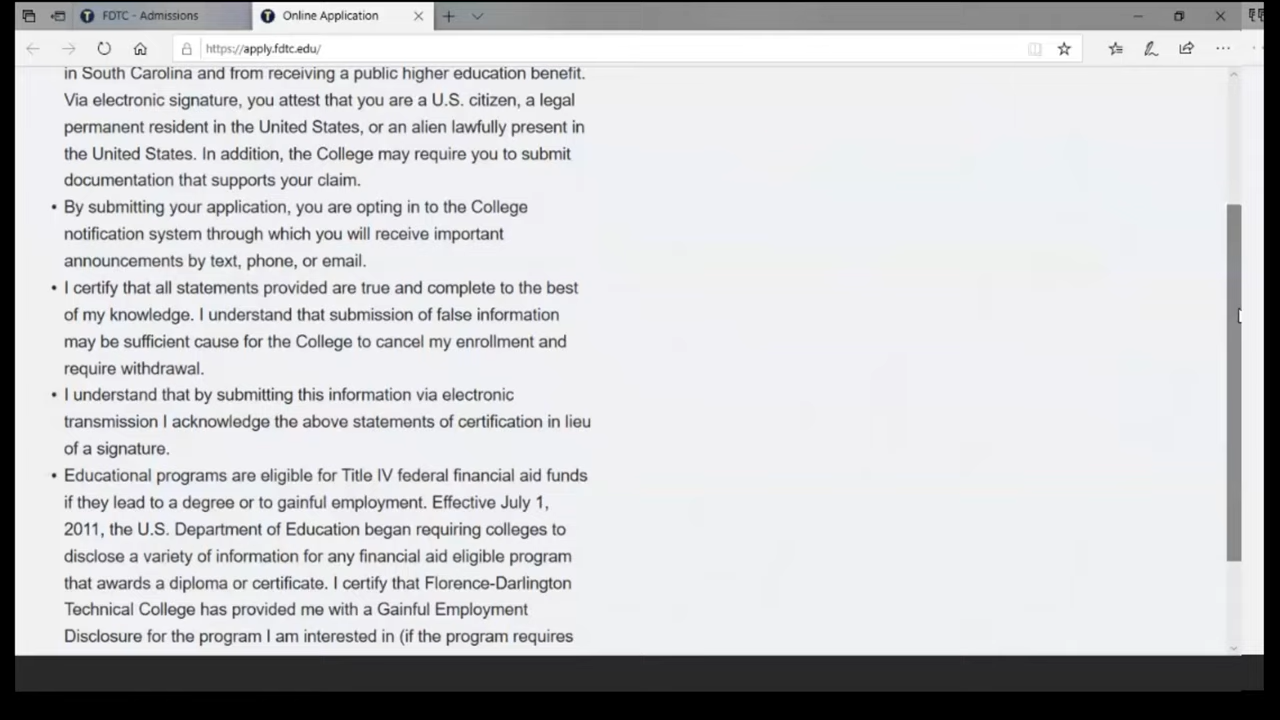 FDTC - Admissions
Online Application
https://apply.fdtc.edu/
in South Carolina and from receiving a public higher education benefit.
Via electronic signature, you attest that you are a U.S. citizen, a legal
permanent resident in the United States, or an alien lawfully present in
the United States. In addition, the College may require you to submit
documentation that supports your claim.
• By submitting your application, you are opting in to the College
notification system through which you will receive important
announcements by text, phone, or email.
• I certify that all statements provided are true and complete to the best
of my knowledge. I understand that submission of false information
may be sufficient cause for the College to cancel my enrollment and
require withdrawal.
• I understand that by submitting this information via electronic
transmission I acknowledge the above statements of certification in lieu
of a signature.
• Educational programs are eligible for Title IV federal financial aid funds
if they lead to a degree or to gainful employment. Effective July 1,
2011, the U.S. Department of Education began requiring colleges to
disclose a variety of information for any financial aid eligible program
that awards a diploma or certificate. I certify that Florence-Darlington
Technical College has provided me with a Gainful Employment
Disclosure for the program I am interested in (if the program requires